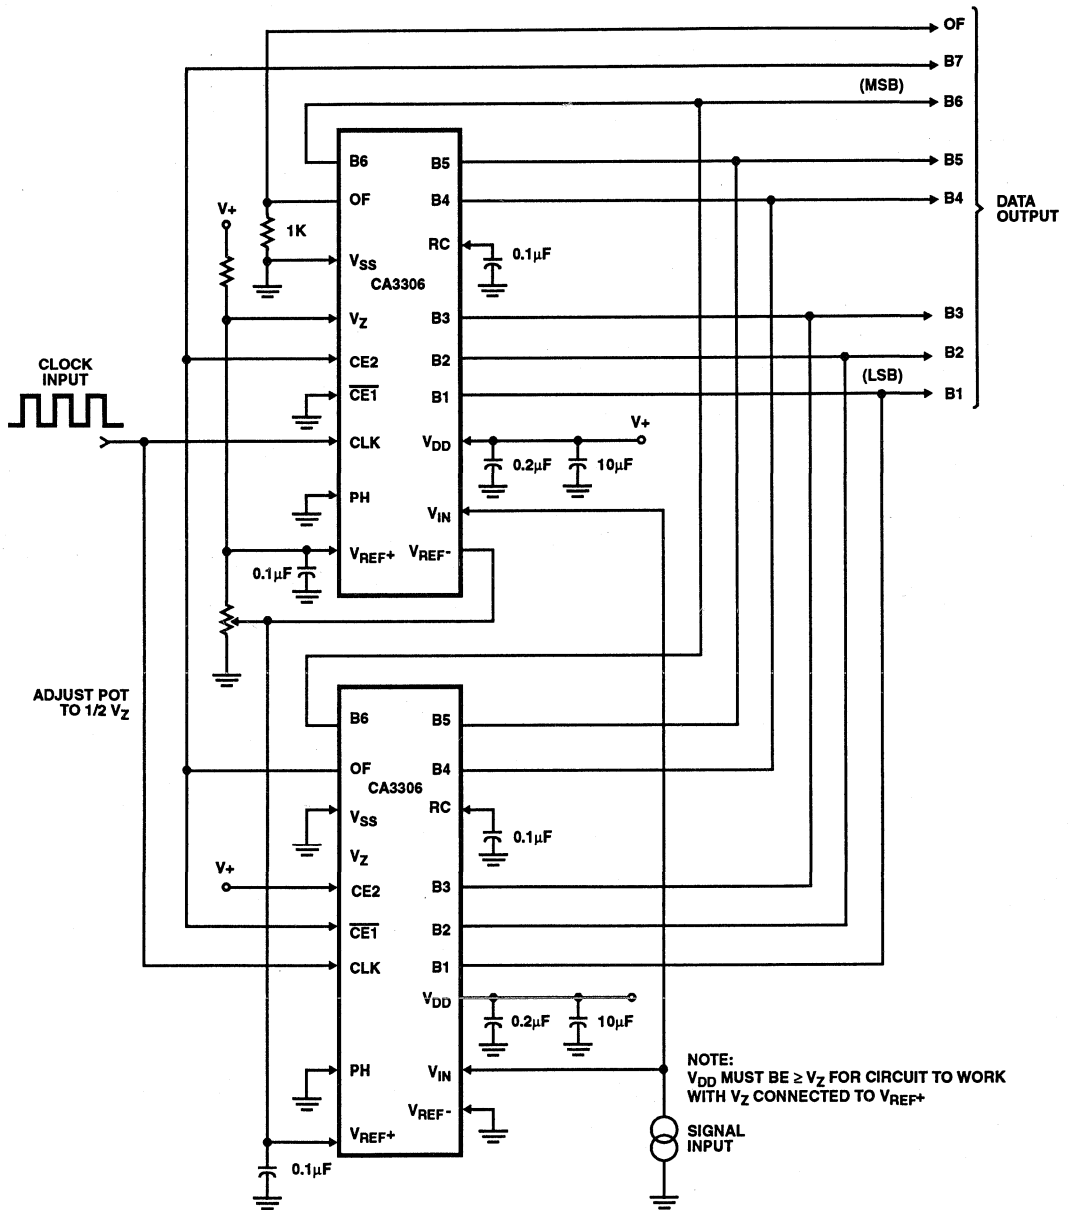 OF
B7
(MSB)
B6
B6
B5
B5
OF
B4
B4
DATA
OUTPUT
V+
1K
RC
0.1μF
VSS
CA3306
VZ
B3
B3
CLOCK
INPUT
CE2
B2
B2
(LSB)
CE1
B1
B1
V+
CLK
VDD
0.2μF
10μF
PH
VIN
VREF+
VREF-
0.1μF
ADJUST POT
TO 1/2 VZ
B6
B5
OF
B4
CA3306
VSS
RC
0.1μF
VZ
V+
CE2
B3
CE1
B2
CLK
B1
VDD
0.2μF
10μF
PH
VIN
NOTE:
VDD MUST BE ≥ VZ FOR CIRCUIT TO WORK
WITH VZ CONNECTED TO VREF+
VREF-
VREF+
SIGNAL
INPUT
0.1μF